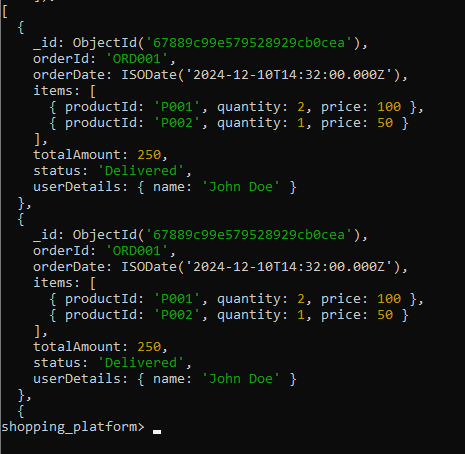 [
  {
    _id: ObjectId('67889c99e579528929cb0cea'),
    orderId: 'ORD001',
    orderDate: ISODate('2024-12-10T14:32:00.000Z'),
    items: [
      { productId: 'P001', quantity: 2, price: 100 },
      { productId: 'P002', quantity: 1, price: 50 }
    ],
    totalAmount: 250,
    status: 'Delivered',
    userDetails: { name: 'John Doe' }
  },
  {
    _id: ObjectId('67889c99e579528929cb0cea'),
    orderId: 'ORD001',
    orderDate: ISODate('2024-12-10T14:32:00.000Z'),
    items: [
      { productId: 'P001', quantity: 2, price: 100 },
      { productId: 'P002', quantity: 1, price: 50 }
    ],
    totalAmount: 250,
    status: 'Delivered',
    userDetails: { name: 'John Doe' }
  },
  {
shopping_platform>